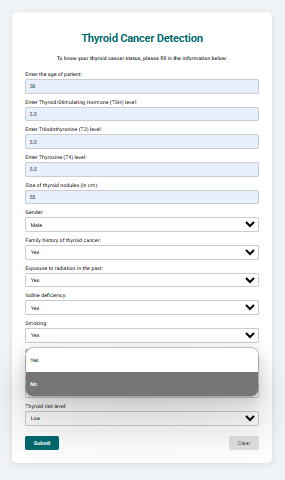 Thyroid Cancer Detection
To know your thyroid cancer status, please fill in the information below:
Enter the age of patient:
30
Enter Thyroid-Stimulating Hormone (TSH) level:
5.5
Enter Triiodothyronine (T3) level:
5.5
Enter Thyroxine (T4) level:
5.5
Size of thyroid nodules (in cm):
55
Gender:
Male
Family history of thyroid cancer:
Yes
Exposure to radiation in the past:
Yes
Iodine deficiency:
Yes
Smoking:
Yes
Yes
No
Thyroid risk level:
Low
Submit
Clear